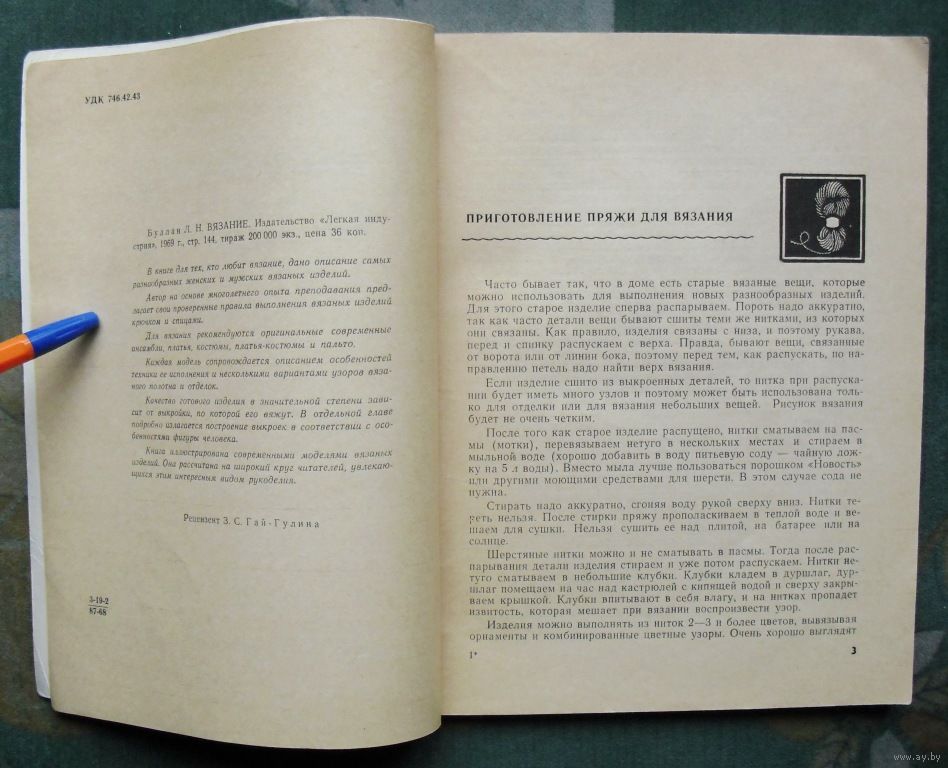 УДК 746.42.43
Буллах Л. Н. ВЯЗАНИЕ. Издательство «Легкая инду-
стрия», 1969 г., стр. 144, тираж 200 000 экз., цена 36 коп.
В книге для тех, кто любит вязание, дано описание самых
разнообразных женских и мужских вязаных изделий.
Автор на основе многолетнего опыта преподавания пред-
лагает свои проверенные правила выполнения вязаных изделий
крючком и спицами.
Для вязания рекомендуются оригинальные современные
ансамбли, платья, костюмы, платья-костюмы и пальто.
Каждая модель сопровождается описанием особенностей
техники ее исполнения и несколькими вариантами узоров вяза-
ного полотна и отделок.
Качество готового изделия в значительной степени зави-
сит от выкройки, по которой его вяжут. В отдельной главе
подробно излагается построение выкроек в соответствии с осо-
бенностями фигуры человека.
Книга иллюстрирована современными моделями вязаных
изделий. Она рассчитана на широкий круг читателей, увлекаю-
щихся этим интересным видом рукоделия.
Рецензент З. С. Гай-Гулина
3-19-2
87-68
ПРИГОТОВЛЕНИЕ ПРЯЖИ ДЛЯ ВЯЗАНИЯ
Часто бывает так, что в доме есть старые вязаные вещи, которые
можно использовать для выполнения новых разнообразных изделий.
Для этого старое изделие сперва распарываем. Пороть надо аккуратно,
так как часто детали вещи бывают сшиты теми же нитками, из которых
они связаны. Как правило, изделия связаны с низа, и поэтому рукава,
перед и спинку распускаем с верха. Правда, бывают вещи, связанные
от ворота или от линии бока, поэтому перед тем, как распускать, по на-
правлению петель надо найти верх вязания.
Если изделие сшито из выкроенных деталей, то нитка при распуска-
нии будет иметь много узлов и поэтому может быть использована толь-
ко для отделки или для вязания небольших вещей. Рисунок вязания
будет не очень четким.
После того как старое изделие распущено, нитки сматываем на пас-
мы (мотки), перевязываем нетуго в нескольких местах и стираем в
мыльной воде (хорошо добавить в воду питьевую соду — чайную лож-
ку на 5 л воды). Вместо мыла лучше пользоваться порошком «Новость»
или другими моющими средствами для шерсти. В этом случае сода не
нужна.
Стирать надо аккуратно, сгоняя воду рукой сверху вниз. Нитки те-
реть нельзя. После стирки пряжу прополаскиваем в теплой воде и ве-
шаем для сушки. Нельзя сушить ее над плитой, на батарее или на
солнце.
Шерстяные нитки можно и не сматывать в пасмы. Тогда после рас-
парывания детали изделия стираем и уже потом распускаем. Нитки не-
туго сматываем в небольшие клубки. Клубки кладем в дуршлаг, дур-
шлаг помещаем на час над кастрюлей с кипящей водой и сверху закры-
ваем крышкой. Клубки впитывают в себя влагу, и на нитках пропадет
извитость, которая мешает при вязании воспроизвести узор.
Изделия можно выполнять из ниток 2—3 и более цветов, вывязывая
орнаменты и комбинированные цветные узоры. Очень хорошо выглядят
1* 3
www.ay.by